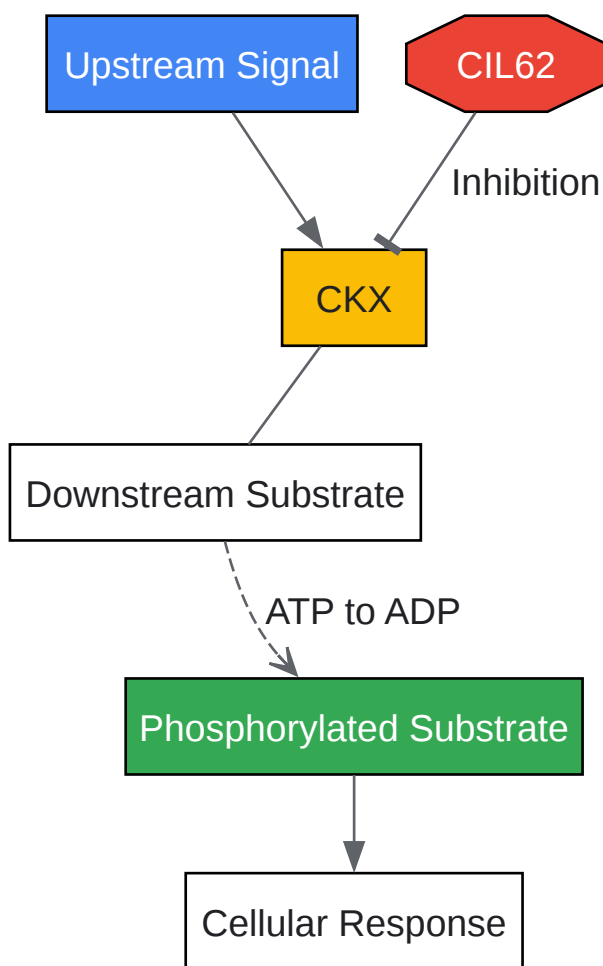 Upstream Signal
CIL62
Inhibition
CKX
Downstream Substrate
ATP to ADP
Phosphorylated Substrate
Cellular Response